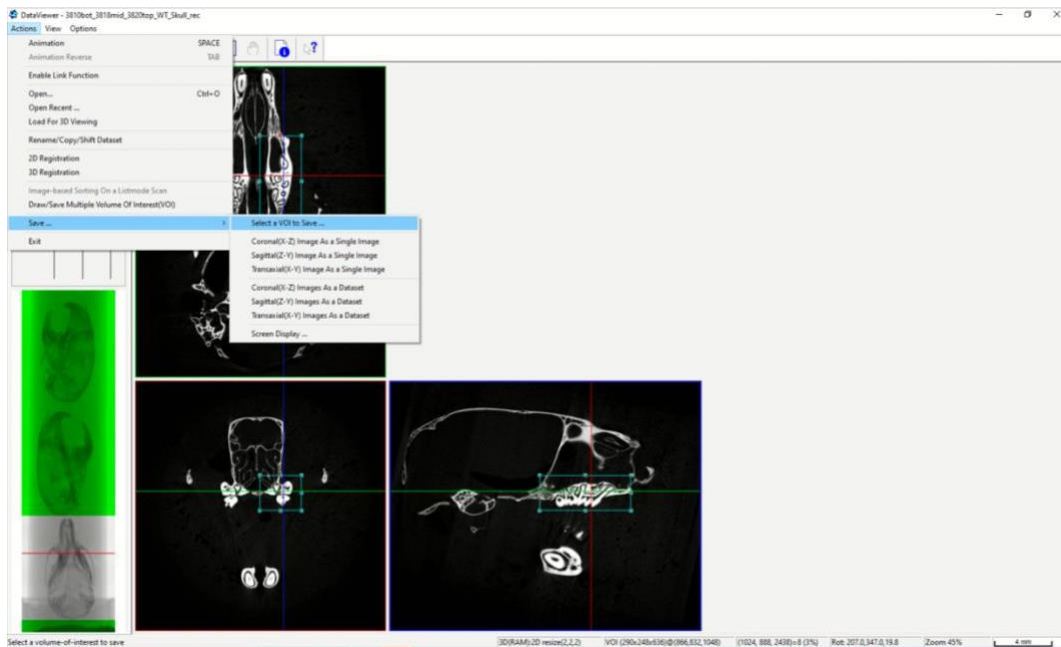 DataViewer - 3810bot_3818mid_3820top_WT_Skull_rec
Actions View Options
Animation SPACE
Animation Reverse TAB
Enable Link Function
Open... Ctrl+O
Open Recent ...
Load For 3D Viewing
Rename/Copy/Shift Dataset
2D Registration
3D Registration
Image-based Sorting On a Listmode Scan
Draw/Save Multiple Volume Of Interest(VOI)
Save ...
Exit
Select a VOI to Save ...
Coronal(X-Z) Image As a Single Image
Sagittal(Z-Y) Image As a Single Image
Transaxial(X-Y) Image As a Single Image
Coronal(X-Z) Images As a Dataset
Sagittal(Z-Y) Images As a Dataset
Transaxial(X-Y) Images As a Dataset
Screen Display ...
Select a volume-of-interest to save 3D(RAM):2D resize(2,2,2) VOI (290x248x636)@(866,832,1048) (1024, 888, 2438)=8 (3%) Rot: 207.0,347.0,19.8 Zoom 45% 4 mm